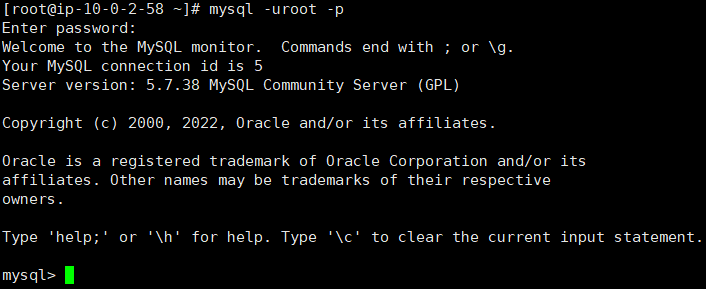 [root@ip-10-0-2-58 ~]# mysql -uroot -p
Enter password:
Welcome to the MySQL monitor.  Commands end with ; or \g.
Your MySQL connection id is 5
Server version: 5.7.38 MySQL Community Server (GPL)
Copyright (c) 2000, 2022, Oracle and/or its affiliates.
Oracle is a registered trademark of Oracle Corporation and/or its
affiliates. Other names may be trademarks of their respective
owners.
Type 'help;' or '\h' for help. Type '\c' to clear the current input statement.
mysql>